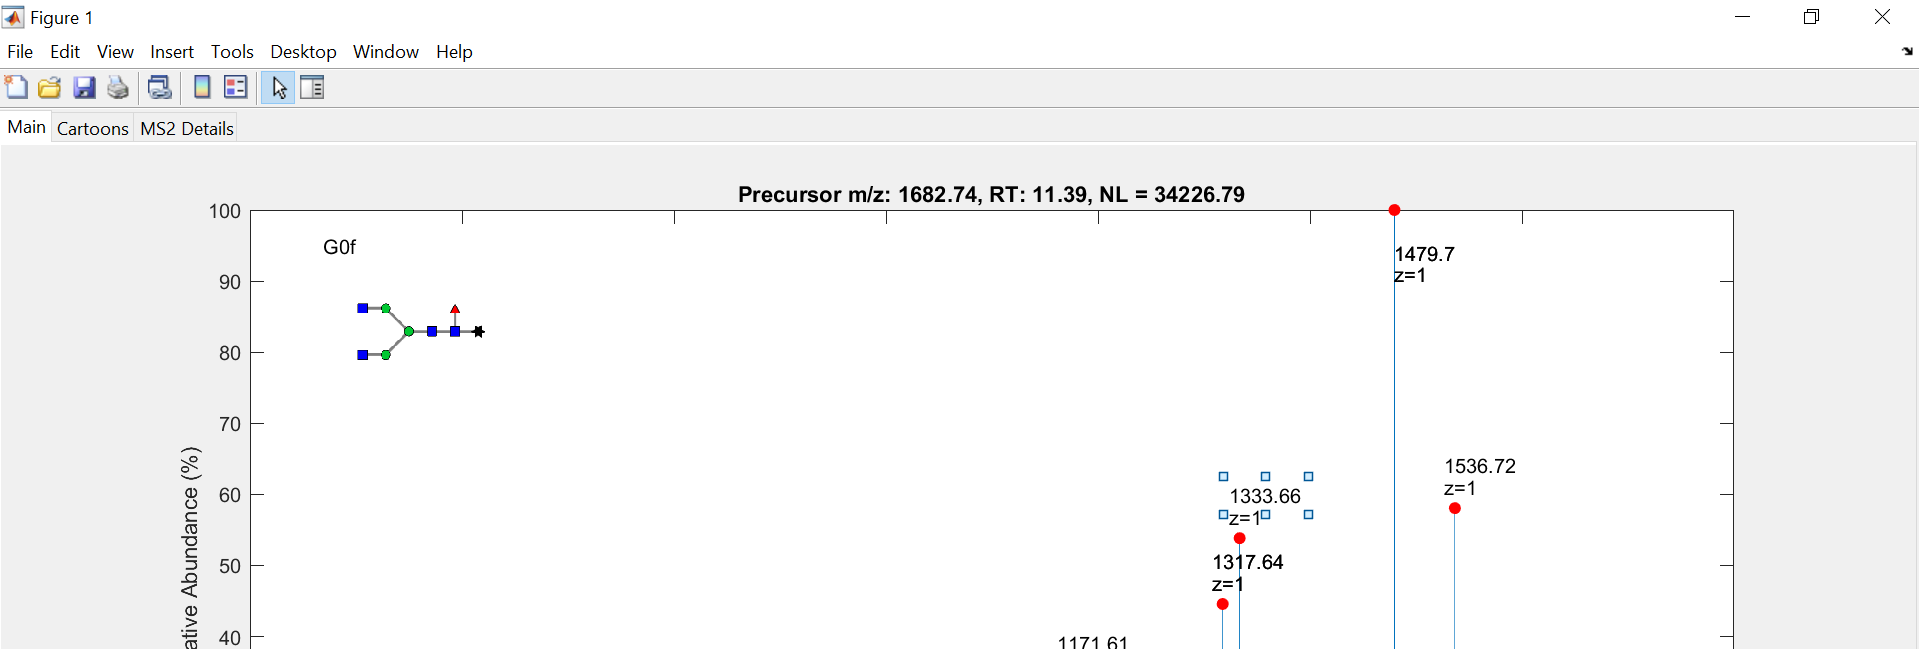 Figure 1
File Edit View Insert Tools Desktop Window Help
Main Cartoons MS2 Details
Precursor m/z: 1682.74, RT: 11.39, NL = 34226.79
100
G0f
1479.7
z=1
90
80
70
1536.72
z=1
60
1333.66
z=1
50
1317.64
z=1
40
1171.61
ative Abundance (%)